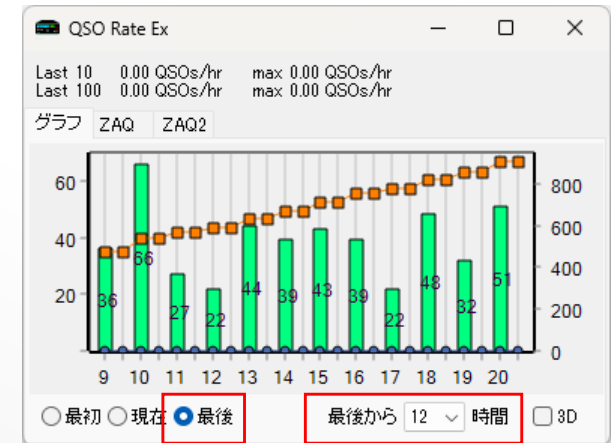 QSO Rate Ex
Last 10 0.00 QSOs/hr max 0.00 QSOs/hr
Last 100 0.00 QSOs/hr max 0.00 QSOs/hr
グラフ ZAQ ZAQ2
60
40
20
800
600
400
200
0
36 66 27 22 44 39 43 39 22 48 32 51
9 10 11 12 13 14 15 16 17 18 19 20
最初 現在 最後 最後から 12 時間 3D